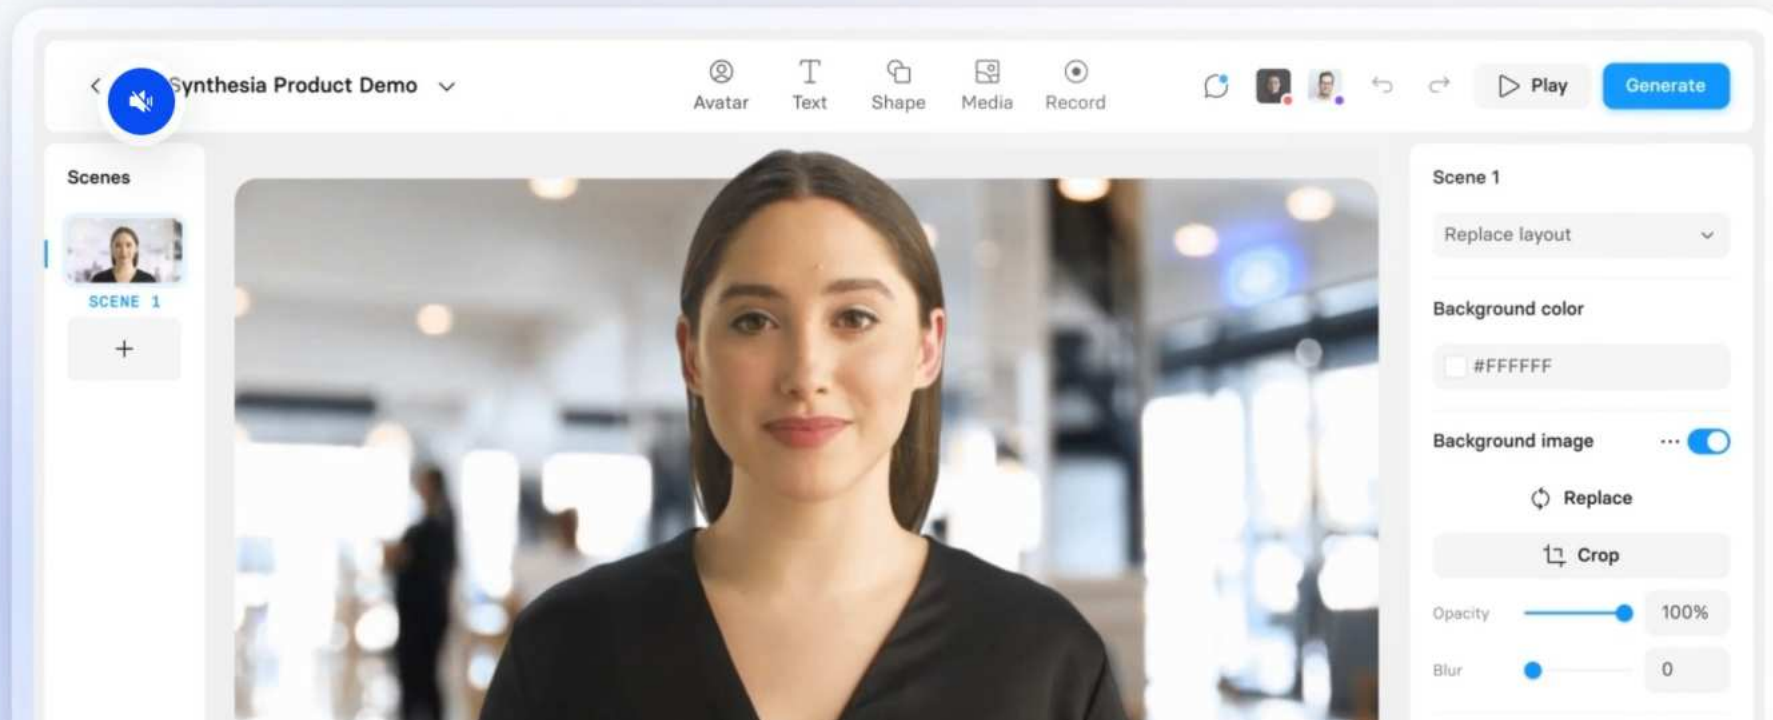 Synthesia Product Demo
Avatar
Text
Shape
Media
Record
Play
Generate
Scenes
SCENE 1
+
Scene 1
Replace layout
Background color
#FFFFFF
Background image
Replace
Crop
Opacity
100%
Blur
0